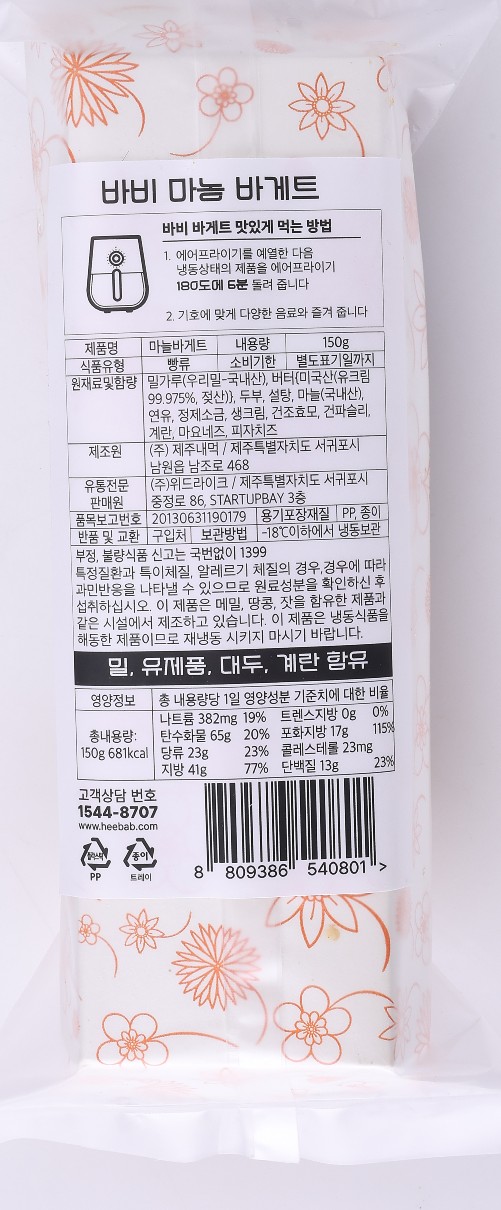 바비 마늘 바게트
바비 바게트 맛있게 먹는 방법
1. 에어프라이기를 예열한 다음
냉동상태의 제품을 에어프라이기
180도에 6분 돌려 줍니다
2. 기호에 맞게 다양한 음료와 즐겨 줍니다
제품명 마늘바게트 내용량 150g
식품유형 빵류 소비기한 별도표기일까지
원재료및함량 밀가루(우리밀-국내산), 버터{미국산(유크림
99.975%, 젖산)}, 두부, 설탕, 마늘(국내산),
연유, 정제소금, 생크림, 건조효모, 건파슬리,
계란, 마요네즈, 피자치즈
제조원 (주) 제주내먹 / 제주특별자치도 서귀포시
남원읍 남조로 468
유통전문
판매원 (주)위드라이크 / 제주특별자치도 서귀포시
중정로 86, STARTUPBAY 3층
품목보고번호 20130631190179 용기포장재질 PP, 종이
반품 및 교환 구입처 보관방법 -18℃이하에서 냉동보관
부정, 불량식품 신고는 국번없이 1399
특정질환과 특이체질, 알레르기 체질의 경우,경우에 따라
과민반응을 나타낼 수 있으므로 원료성분을 확인하신 후
섭취하십시오. 이 제품은 메밀, 땅콩, 잣을 함유한 제품과
같은 시설에서 제조하고 있습니다. 이 제품은 냉동식품을
해동한 제품이므로 재냉동 시키지 마시기 바랍니다.
밀, 유제품, 대두, 계란 함유
영양정보 총 내용량당 1일 영양성분 기준치에 대한 비율
총내용량:
150g 681kcal
나트륨 382mg 19% 트렌스지방 0g 0%
탄수화물 65g 20% 포화지방 17g 115%
당류 23g 23% 콜레스테롤 23mg
지방 41g 77% 단백질 13g 23%
고객상담 번호
1544-8707
www.heebab.com
플라스틱 종이
PP 트레이
8 809386 540801 >